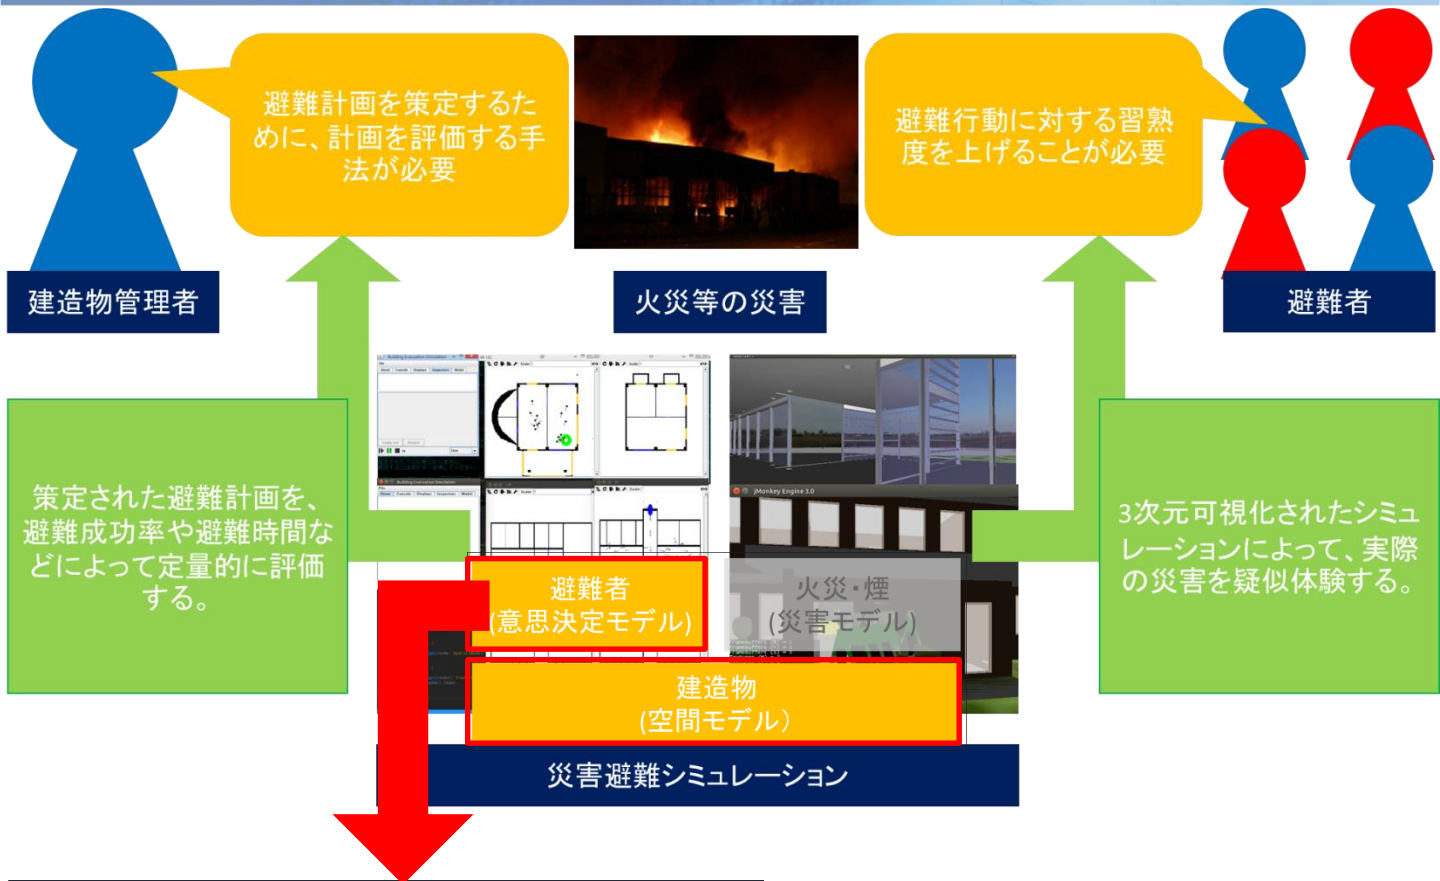 避難計画を策定するた
めに、計画を評価する手
法が必要
避難行動に対する習熟
度を上げることが必要
建造物管理者
火災等の災害
避難者
策定された避難計画を、
避難成功率や避難時間な
どによって定量的に評価
する。
jMonkey Engine 3.0
3次元可視化されたシミュ
レーションによって、実際
の災害を疑似体験する。
避難者
(意思決定モデル)
火災・煙
(災害モデル)
建造物
(空間モデル）
災害避難シミュレーション